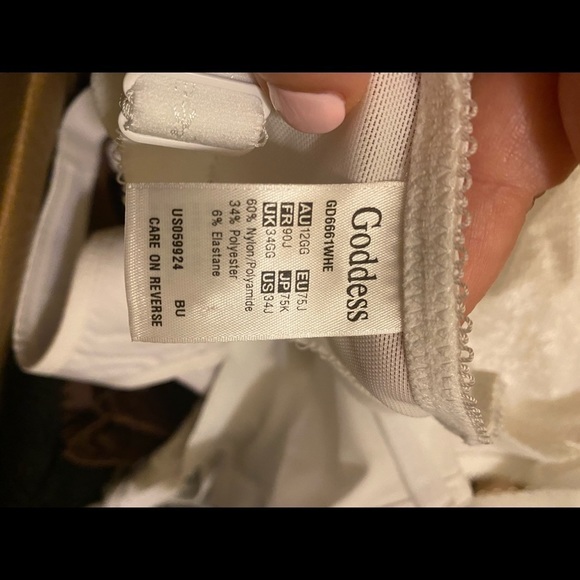 Goddess
GD6661WHE
AU 12GG EU 75J
FR 90J JP 75K
UK 34GG US 34J
60% Nylon/Polyamide
34% Polyester
6% Elastane
US059924 BU
CARE ON REVERSE